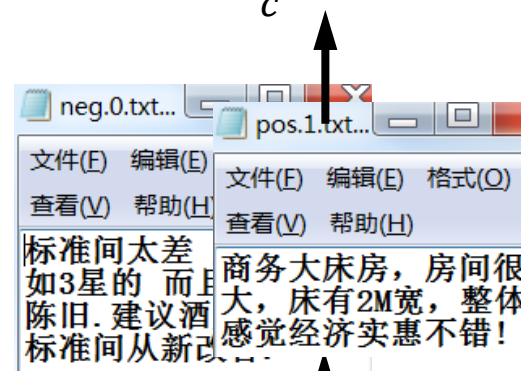 c
neg.0.txt...
文件(F) 编辑(E)
查看(V) 帮助(H)
标准间太差
如3星的 而且
陈旧.建议酒
标准间从新改善.
pos.1.txt...
文件(F) 编辑(E) 格式(O)
查看(V) 帮助(H)
商务大床房，房间很
大，床有2M宽，整体
感觉经济实惠不错!